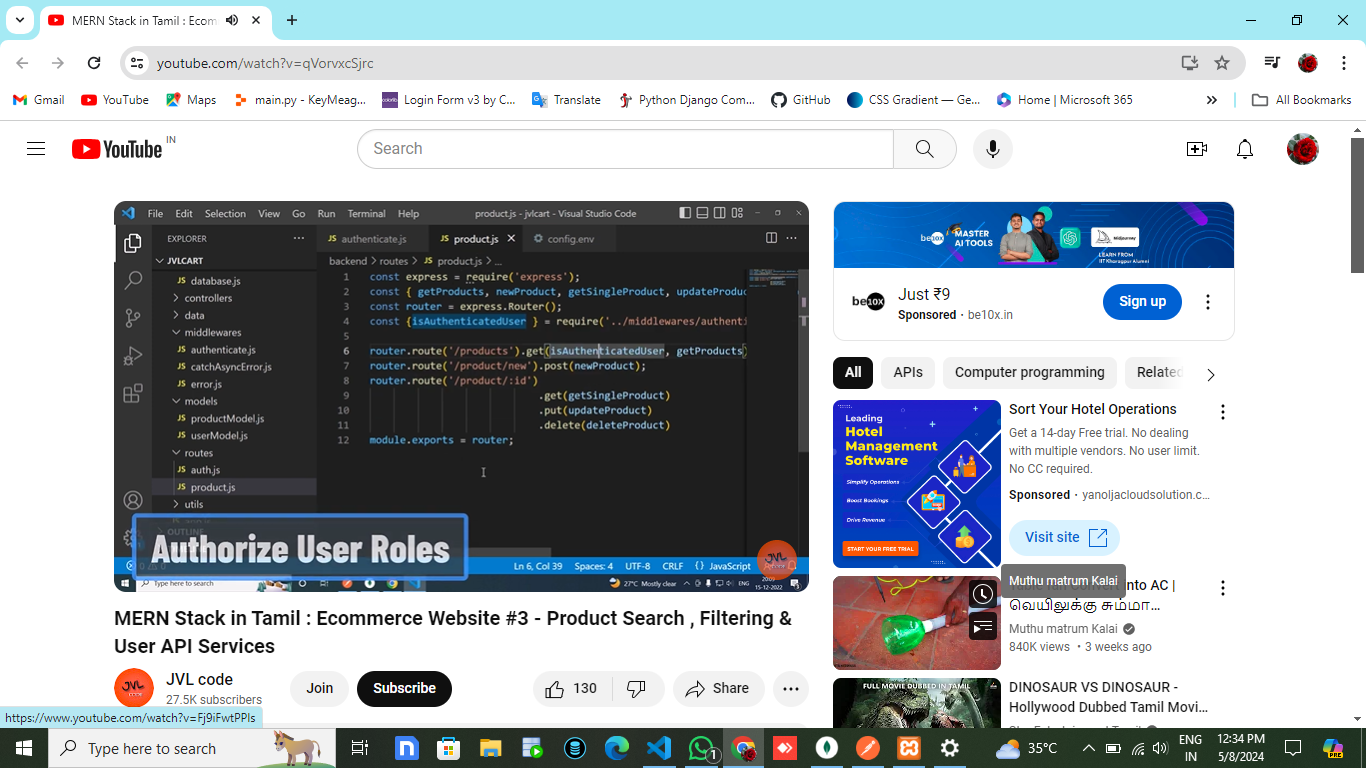 MERN Stack in Tamil : Ecom
youtube.com/watch?v=qVorvxcSjrc
Gmail
YouTube
Maps
main.py - KeyMeag...
Login Form v3 by C...
Translate
Python Django Com...
GitHub
CSS Gradient — Ge...
Home | Microsoft 365
All Bookmarks
YouTube IN
Search
File Edit Selection View Go Run Terminal Help
product.js - jvlcart - Visual Studio Code
EXPLORER
JVLCART
database.js
controllers
data
middlewares
authenticate.js
catchAsyncError.js
error.js
models
productModel.js
userModel.js
routes
auth.js
product.js
utils
OUTLINE
authenticate.js
product.js
config.env
backend > routes > JS product.js > ...
1 const express = require('express');
2 const { getProducts, newProduct, getSingleProduct, updateProduc
3 const router = express.Router();
4 const {isAuthenticatedUser } = require('../middlewares/authenti
5
6 router.route('/products').get(isAuthenticatedUser, getProducts)
7 router.route('/product/new').post(newProduct);
8 router.route('/product/:id')
9 .get(getSingleProduct)
10 .put(updateProduct)
11 .delete(deleteProduct)
12 module.exports = router;
Authorize User Roles
Ln 6, Col 39 Spaces: 4 UTF-8 CRLF {} JavaScript
Type here to search
27°C Mostly clear
ENG
20:09
15-12-2022
JVL
MERN Stack in Tamil : Ecommerce Website #3 - Product Search , Filtering &
User API Services
JVL
CODE
JVL code
27.5K subscribers
Join
Subscribe
130
Share
https://www.youtube.com/watch?v=Fj9iFwtPPIs
be10x
MASTER
AI TOOLS
Midjourney
LEARN FROM
IIT Kharagpur Alumni
be10X
Just ₹9
Sponsored · be10x.in
Sign up
All
APIs
Computer programming
Related
Leading
Hotel
Management
Software
Simplify Operations
Boost Bookings
Drive Revenue
START YOUR FREE TRIAL
Sort Your Hotel Operations
Get a 14-day Free trial. No dealing
with multiple vendors. No user limit.
No CC required.
Sponsored · yanoljacloudsolution.c...
Visit site
Muthu matrum Kalai
into AC |
வெயிலுக்கு சும்மா...
Muthu matrum Kalai
840K views • 3 weeks ago
FULL MOVIE DUBBED IN TAMIL
DINOSAUR VS DINOSAUR -
Hollywood Dubbed Tamil Movi...
Type here to search
1
35°C
ENG
IN
12:34 PM
5/8/2024
PRE